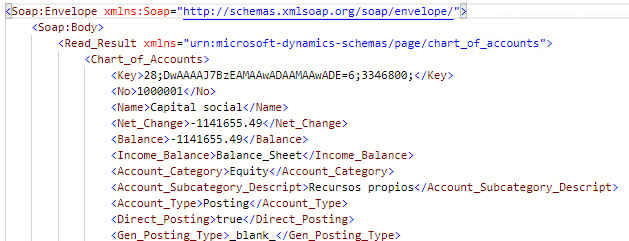 <Soap:Envelope xmlns:Soap="http://schemas.xmlsoap.org/soap/envelope/">
<Soap:Body>
<Read_Result xmlns="urn:microsoft-dynamics-schemas/page/chart_of_accounts">
<Chart_of_Accounts>
<Key>28;DwAAAAJ7BzEAMAAwADAAMAAwADE=6;3346800;</Key>
<No>1000001</No>
<Name>Capital social</Name>
<Net_Change>-1141655.49</Net_Change>
<Balance>-1141655.49</Balance>
<Income_Balance>Balance_Sheet</Income_Balance>
<Account_Category>Equity</Account_Category>
<Account_Subcategory_Descript>Recursos propios</Account_Subcategory_Descript>
<Account_Type>Posting</Account_Type>
<Direct_Posting>true</Direct_Posting>
<Gen_Posting_Type>_blank_</Gen_Posting_Type>